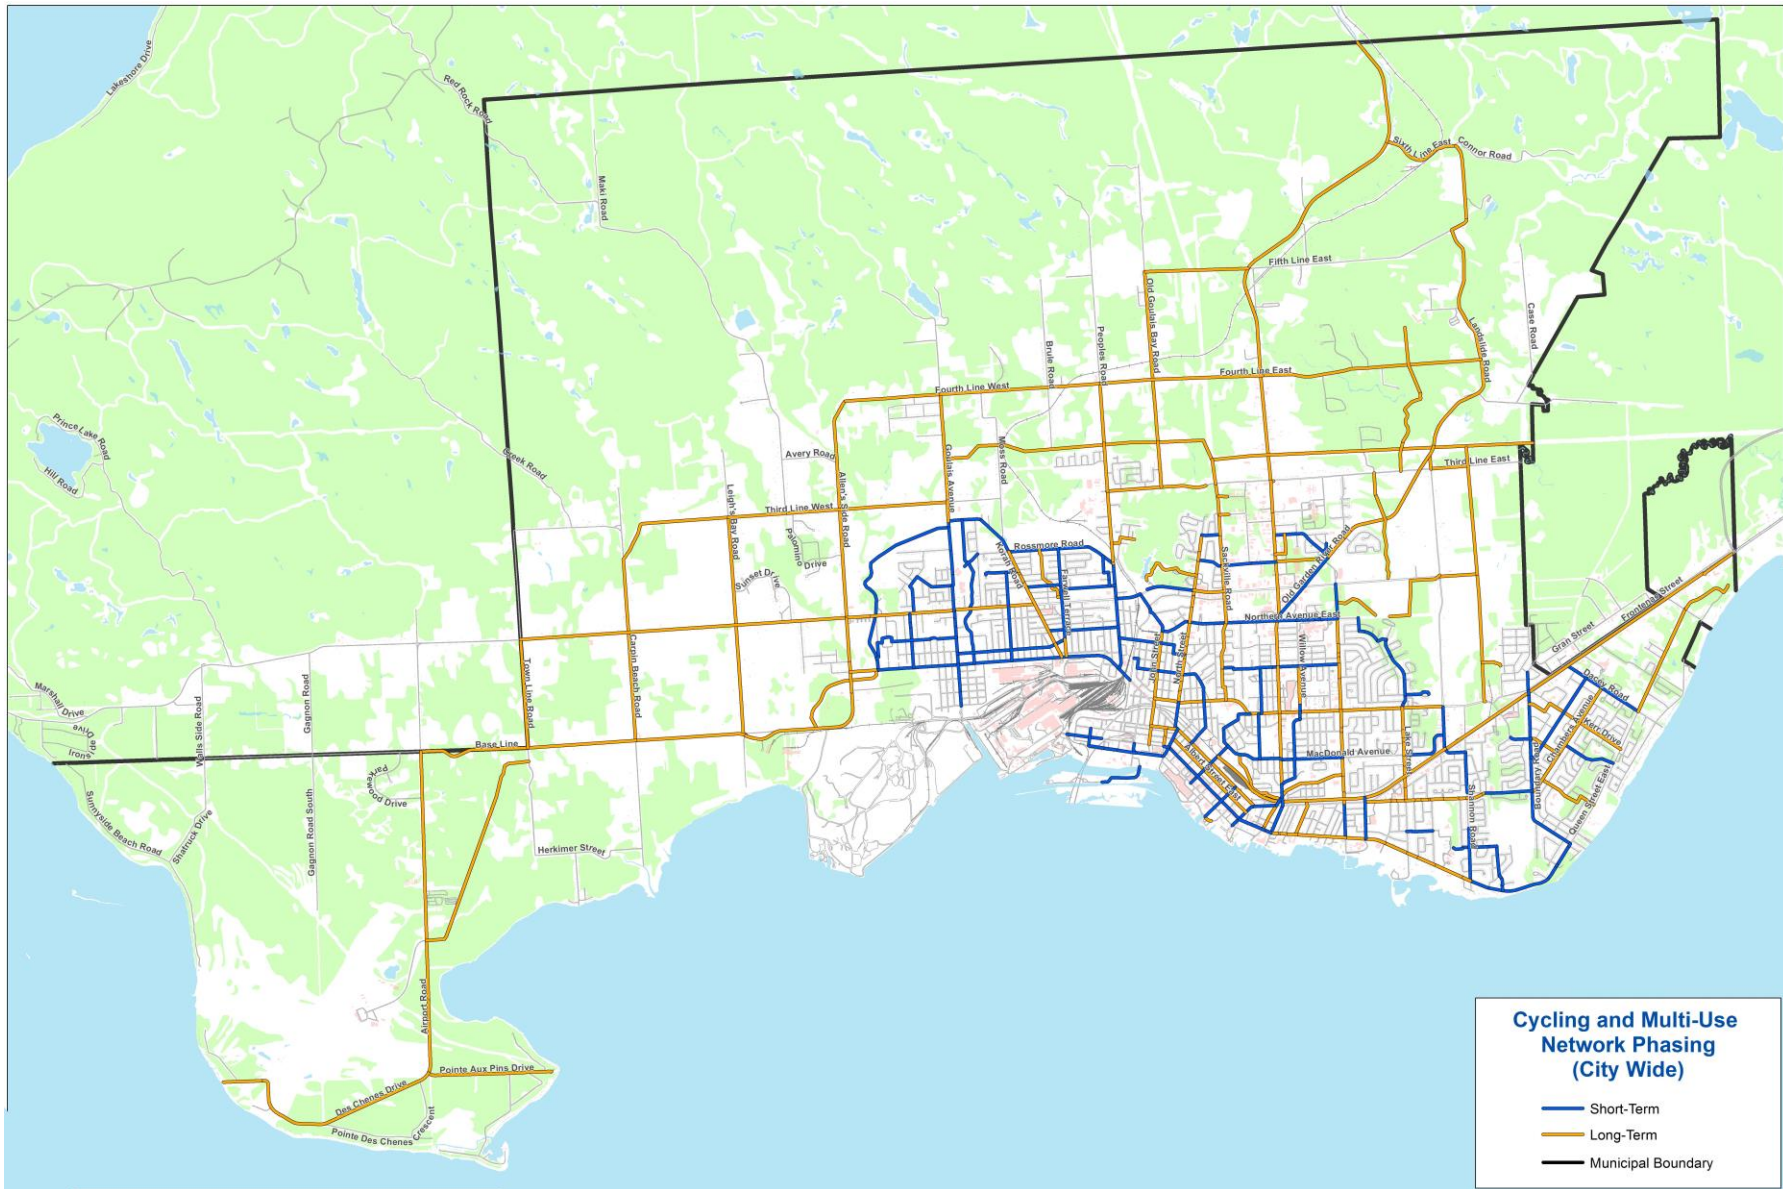 Lakeshore Drive
Red Rock Road
Sixth Line East
Connor Road
Maki Road
Fifth Line East
Old Goulais Bay Road
Case Road
Landslide Road
Peoples Road
Brule Road
Fourth Line East
Fourth Line West
Prince Lake Road
Hill Road
Creek Road
Avery Road
Moss Road
Goulais Avenue
Allen's Side Road
Third Line East
Leigh's Bay Road
Third Line West
Palomino Drive
Sunset Drive
Rossmore Road
Korah Road
Farwell Terrace
Sackville Road
Old Garden River Road
Northern Avenue East
Frontenac Street
Gran Street
Carpin Beach Road
Town Line Road
John Street
North Street
Willow Avenue
Dacey Road
Marshall Drive
Walls Side Road
Gagnon Road
Chambers Avenue
Kerr Drive
ide Drive
Irons
Base Line
Lake Street
MacDonald Avenue
Boundary Road
Albert Street East
Parkewood Drive
Sunnyside Beach Road
Shatruck Drive
Gagnon Road South
Herkimer Street
Shannon Road
Queen Street East
Airport Road
Pointe Aux Pins Drive
Des Chenes Drive
Pointe Des Chenes
Crescent
Cycling and Multi-Use
Network Phasing
(City Wide)
Short-Term
Long-Term
Municipal Boundary